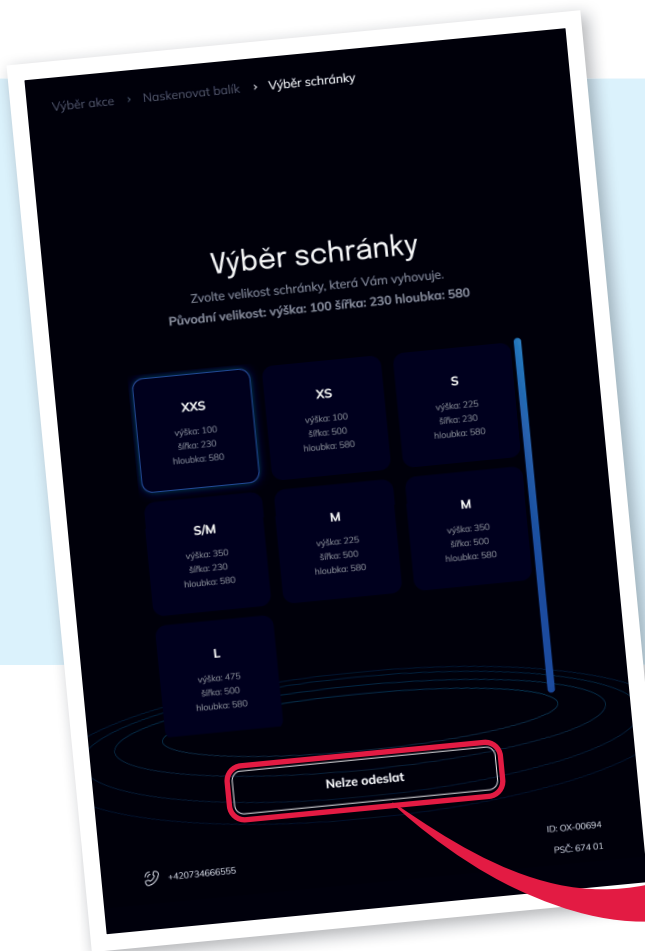 Výběr akce › Naskenovat balík › Výběr schránky
Výběr schránky
Zvolte velikost schránky, která Vám vyhovuje.
Původní velikost: výška: 100 šířka: 230 hloubka: 580
XXS
výška: 100
šířka: 230
hloubka: 580
XS
výška: 100
šířka: 500
hloubka: 580
S
výška: 225
šířka: 230
hloubka: 580
S/M
výška: 350
šířka: 230
hloubka: 580
M
výška: 225
šířka: 500
hloubka: 580
M
výška: 350
šířka: 500
hloubka: 580
L
výška: 475
šířka: 500
hloubka: 580
Nelze odeslat
+420734666555
ID: OX-00694
PSČ: 674 01